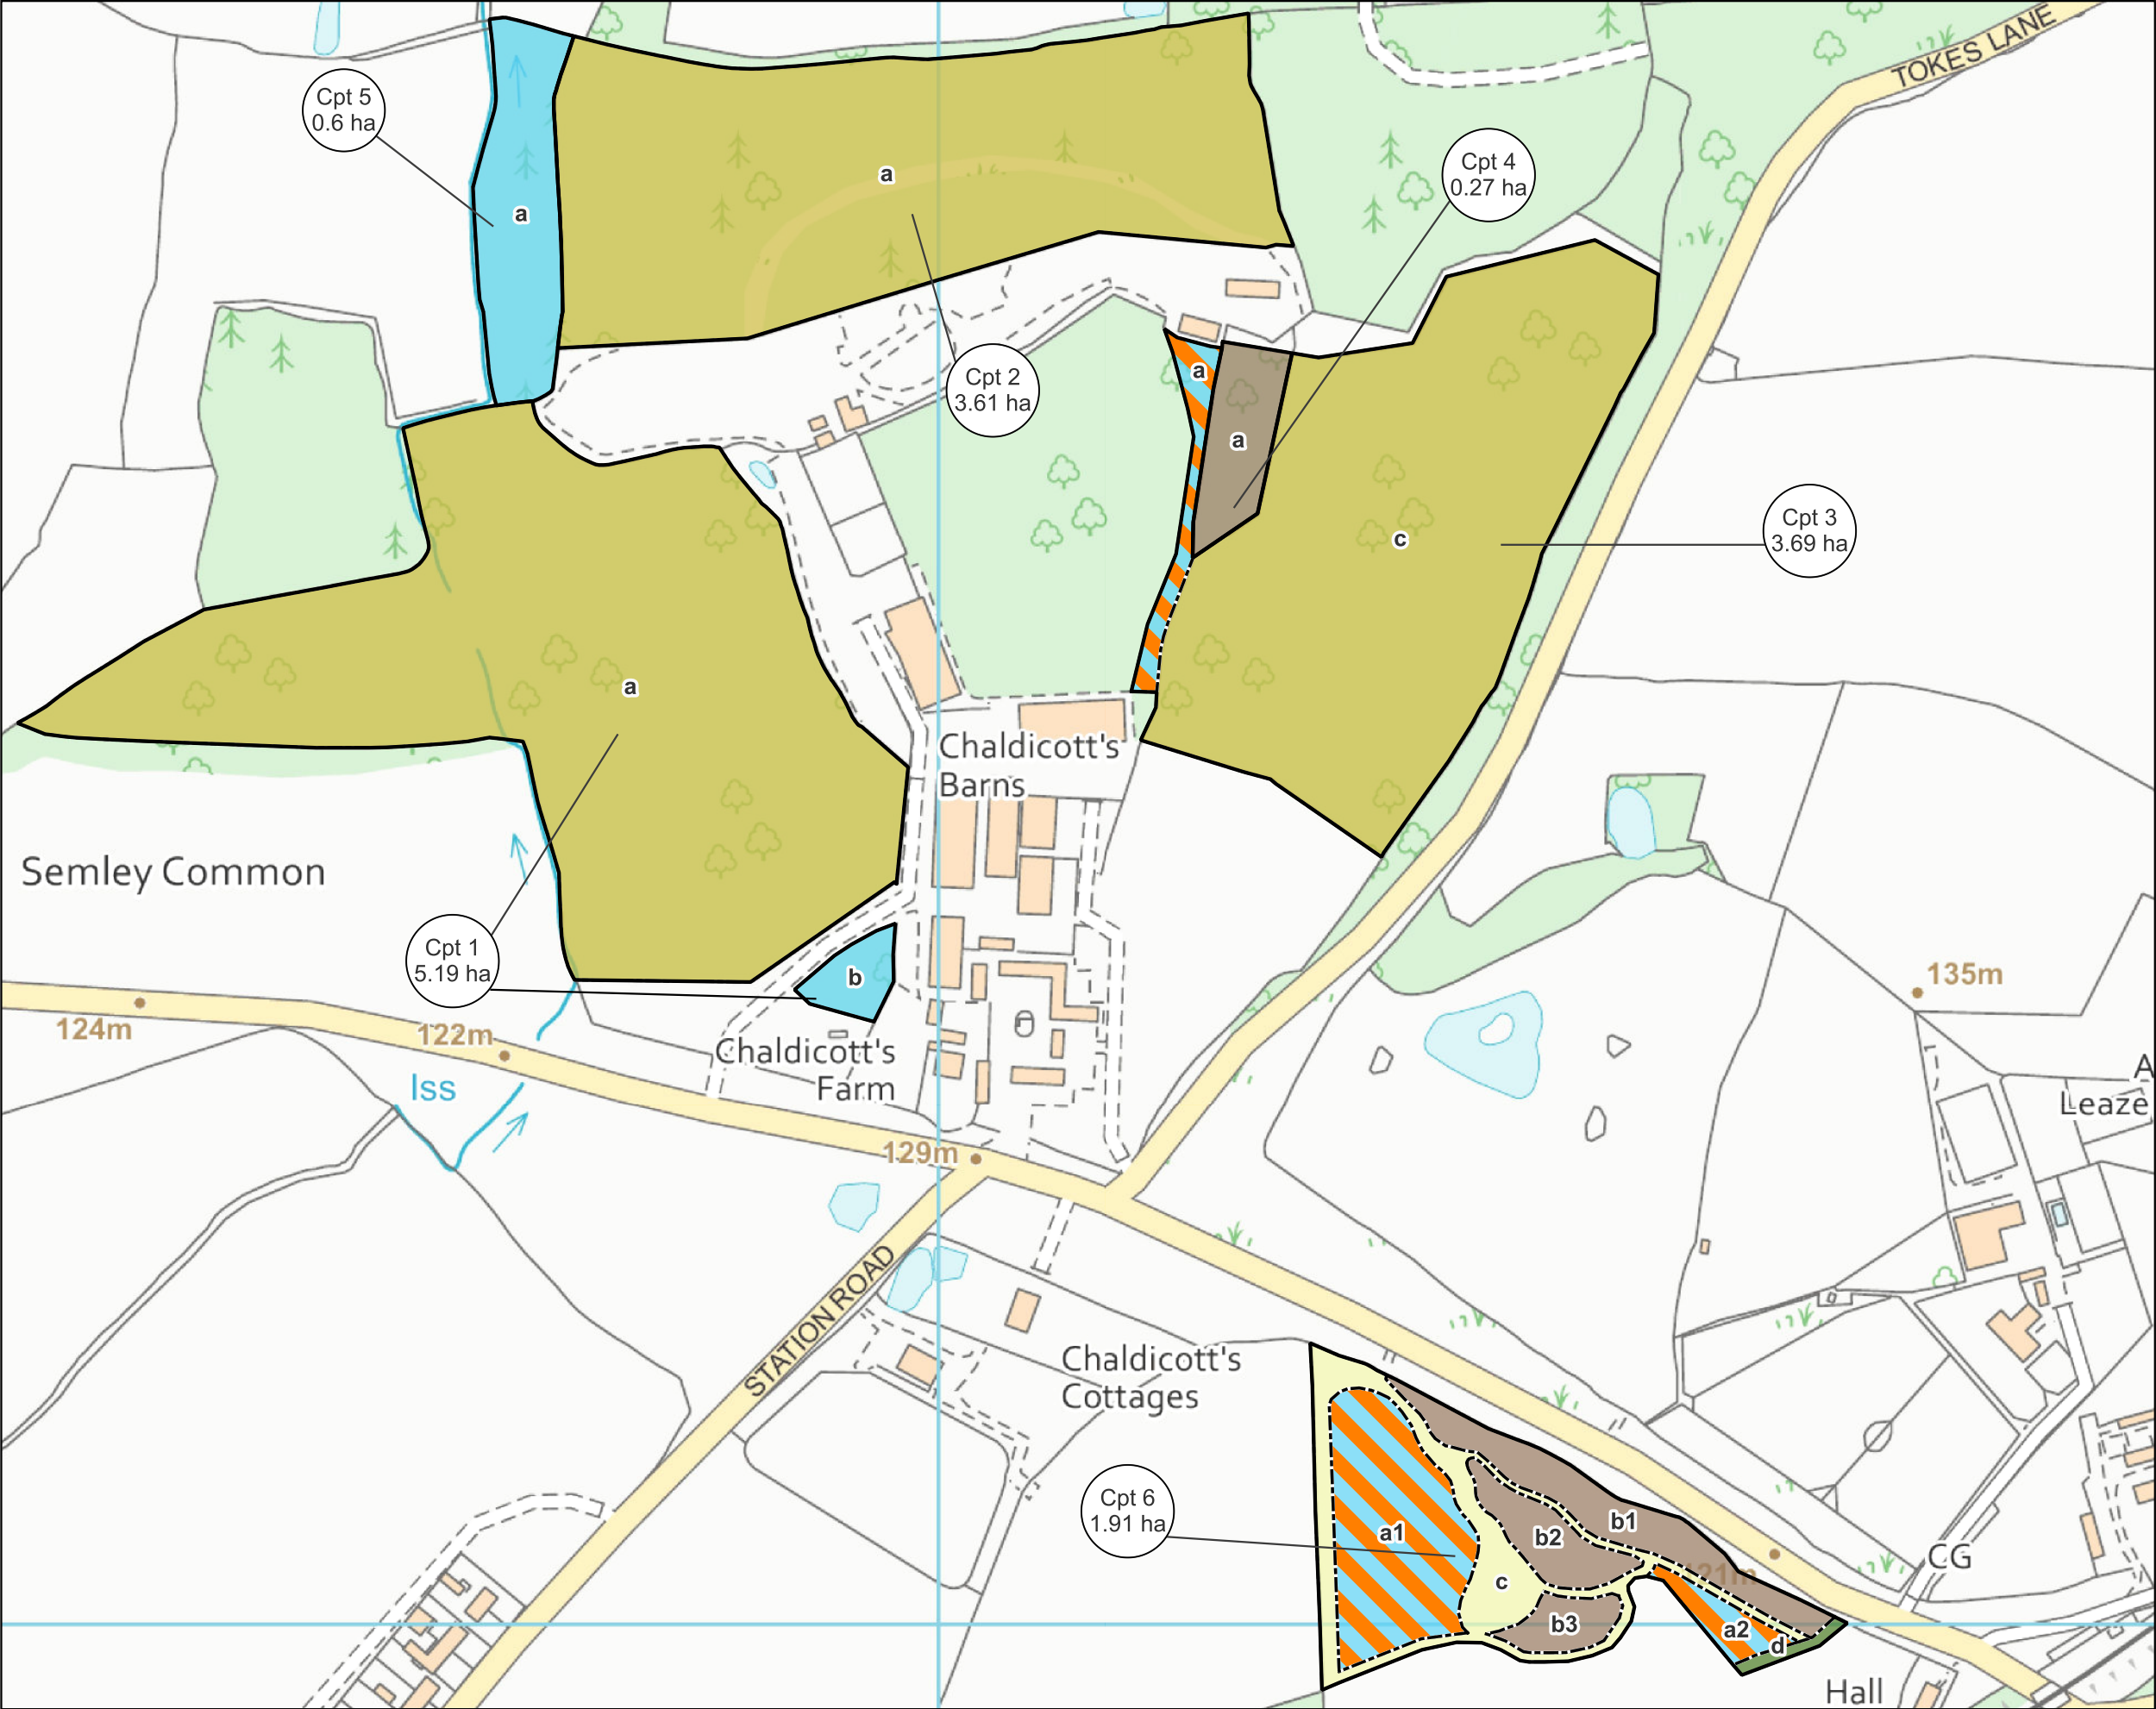 TOKES LANE
Cpt 5
0.6 ha
a
a
Cpt 4
0.27 ha
Cpt 2
3.61 ha
a
a
c
Cpt 3
3.69 ha
a
Chaldicott's
Barns
Semley Common
Cpt 1
5.19 ha
b
135m
124m
122m
Iss
Chaldicott's
Farm
A
Leaze
129m
STATION ROAD
Chaldicott's
Cottages
Cpt 6
1.91 ha
a1
b2
b1
c
21m
CG
b3
a2
d
Hall